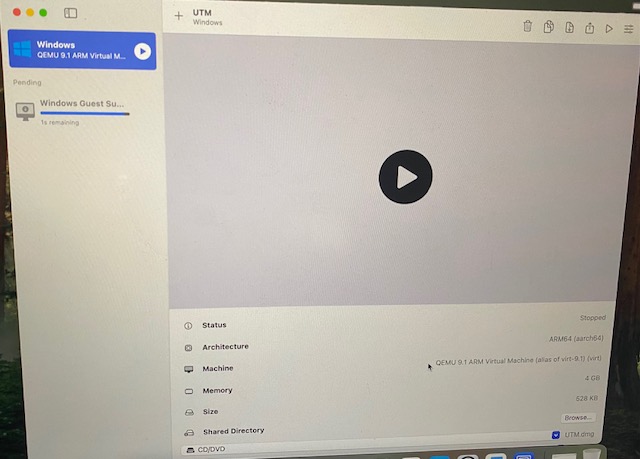 UTM
Windows
Windows
QEMU 9.1 ARM Virtual M...
Pending
Windows Guest Su...
1s remaining
Status
Stopped
Architecture
ARM64 (aarch64)
Machine
QEMU 9.1 ARM Virtual Machine (alias of virt-9.1) (virt)
Memory
4 GB
Size
528 KB
Shared Directory
Browse...
CD/DVD
UTM.dmg